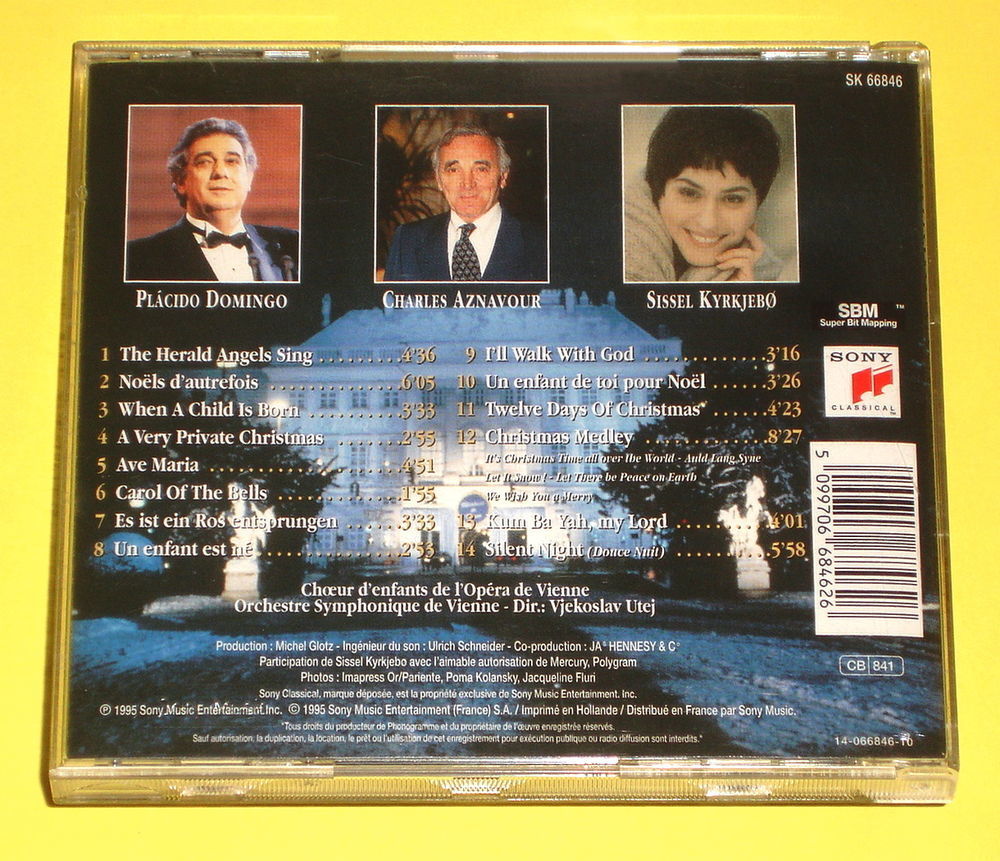 SK 66846
PLÁCIDO DOMINGO
CHARLES AZNAVOUR
SISSEL KYRKJEBØ
SBM™
Super Bit Mapping
SONY
CLASSICAL™
1 The Herald Angels Sing ......... 4'36
2 Noëls d'autrefois ................ 6'05
3 When A Child Is Born ........... 3'33
4 A Very Private Christmas ....... 2'55
5 Ave Maria ....................... 4'51
6 Carol Of The Bells .............. 1'55
7 Es ist ein Ros entsprungen ...... 3'33
8 Un enfant est né ................ 2'53
9 I'll Walk With God ............. 3'16
10 Un enfant de toi pour Noël ...... 3'26
11 Twelve Days Of Christmas* ...... 4'23
12 Christmas Medley ............... 8'27
It's Christmas Time all over the World - Auld Lang Syne
Let It Snow! - Let There be Peace on Earth
We Wish You a Merry
13 Kum Ba Yah, my Lord .......... 4'01
14 Silent Night (Douce Nuit) ....... 5'58
5 099706 684626
Chœur d'enfants de l'Opéra de Vienne
Orchestre Symphonique de Vienne - Dir.: Vjekoslav Utej
Production : Michel Glotz - Ingénieur du son : Ulrich Schneider - Co-production : JAˢ HENNESY & Cº
Participation de Sissel Kyrkjebo avec l'aimable autorisation de Mercury, Polygram
Photos : Imapress Or/Pariente, Poma Kolansky, Jacqueline Fluri
CB 841
Sony Classical, marque déposée, est la propriété exclusive de Sony Music Entertainment. Inc.
℗ 1995 Sony Music Entertainment.Inc. © 1995 Sony Music Entertainment (France) S.A. / Imprimé en Hollande / Distribué en France par Sony Music.
"Tous droits du producteur de Phonogramme et du propriétaire de l'œuvre enregistrée réservés.
Sauf autorisation, la duplication, la location, le prêt ou l'utilisation de cet enregistrement pour exécution publique ou radio diffusion sont interdits."
14-066846-10